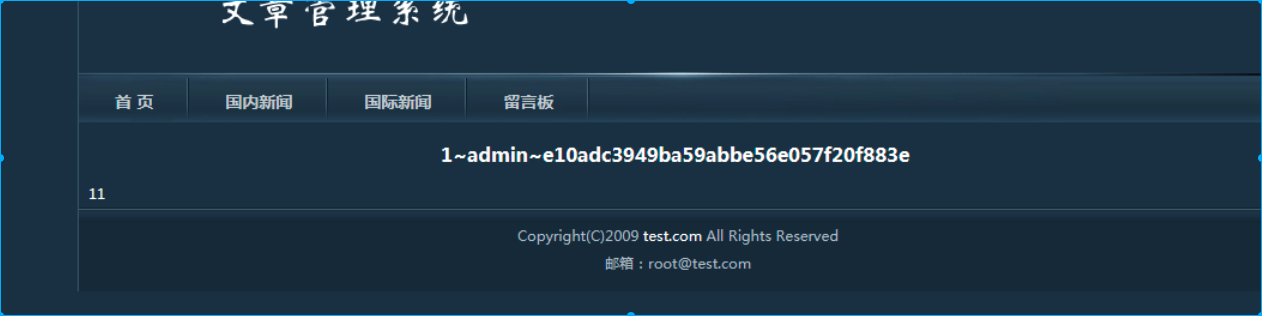 文章管理系统
首 页 国内新闻 国际新闻 留言板
1~admin~e10adc3949ba59abbe56e057f20f883e
11
Copyright(C)2009 test.com All Rights Reserved
邮箱：root@test.com